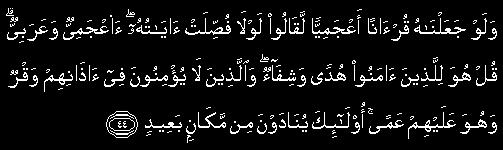 وَلَوْ جَعَلْنَٰهُ قُرْءَانًا أَعْجَمِيًّا لَّقَالُوا۟ لَوْلَا فُصِّلَتْ ءَايَٰتُهُۥٓ ۖ ءَا۬عْجَمِىٌّ وَعَرَبِىٌّ ۗ
قُلْ هُوَ لِلَّذِينَ ءَامَنُوا۟ هُدًى وَشِفَآءٌ ۖ وَٱلَّذِينَ لَا يُؤْمِنُونَ فِىٓ ءَاذَانِهِمْ وَقْرٌ
وَهُوَ عَلَيْهِمْ عَمًى ۚ أُو۟لَٰٓئِكَ يُنَادَوْنَ مِن مَّكَانٍۭ بَعِيدٍ ٤٤